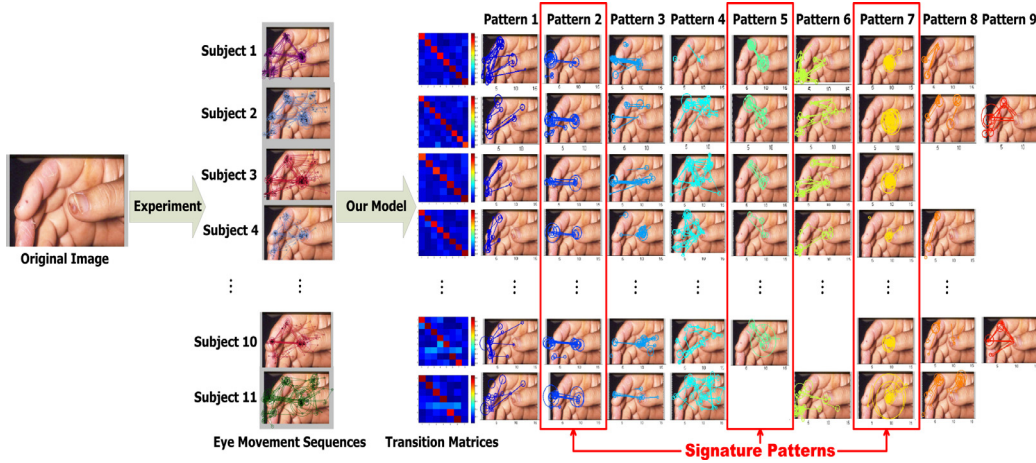 Pattern 1 Pattern 2 Pattern 3 Pattern 4 Pattern 5 Pattern 6 Pattern 7 Pattern 8 Pattern 9
Subject 1
Subject 2
Subject 3
Subject 4
Original Image
Experiment
Our Model
Subject 10
Subject 11
Eye Movement Sequences
Transition Matrices
Signature Patterns